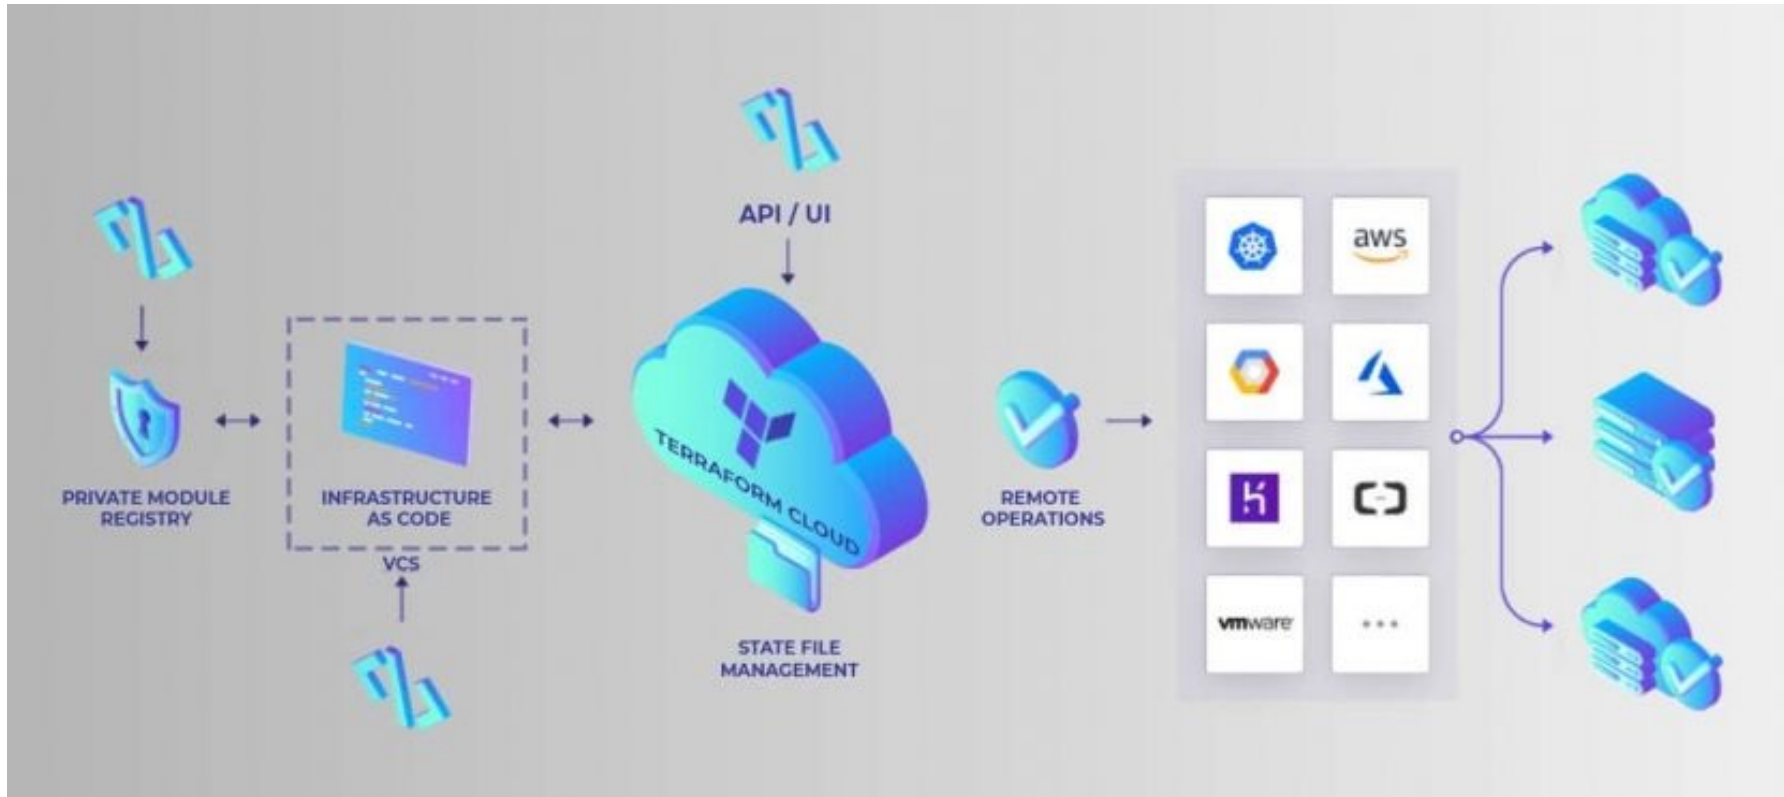 API / UI
aws
TERRAFORM CLOUD
PRIVATE MODULE
REGISTRY
INFRASTRUCTURE
AS CODE
VCS
REMOTE
OPERATIONS
vmware
STATE FILE
MANAGEMENT